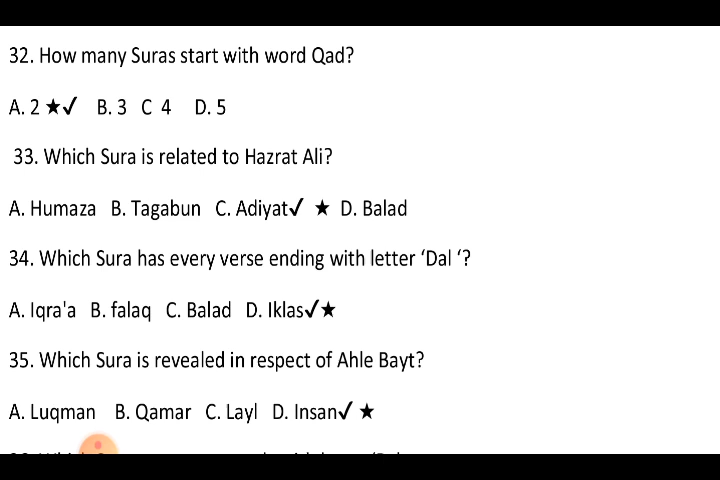 32. How many Suras start with word Qad?
A. 2 ★✓ B. 3 C 4 D. 5
33. Which Sura is related to Hazrat Ali?
A. Humaza B. Tagabun C. Adiyat✓ ★ D. Balad
34. Which Sura has every verse ending with letter ‘Dal ‘?
A. Iqra'a B. falaq C. Balad D. Iklas✓★
35. Which Sura is revealed in respect of Ahle Bayt?
A. Luqman B. Qamar C. Layl D. Insan✓ ★